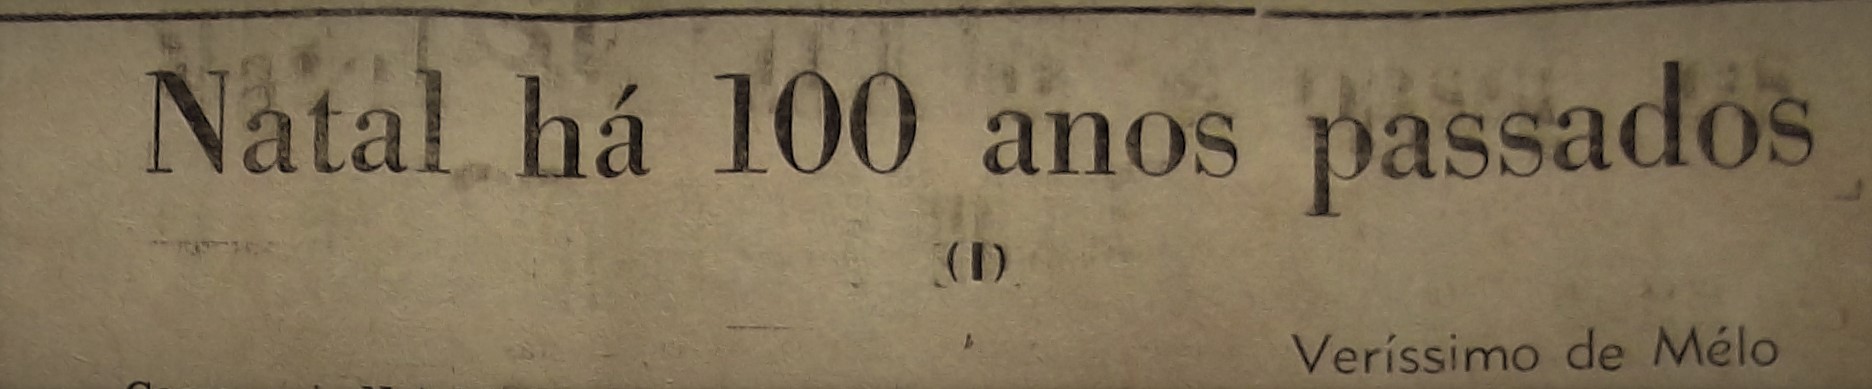 Natal há 100 anos passados
(I)
Veríssimo de Mélo